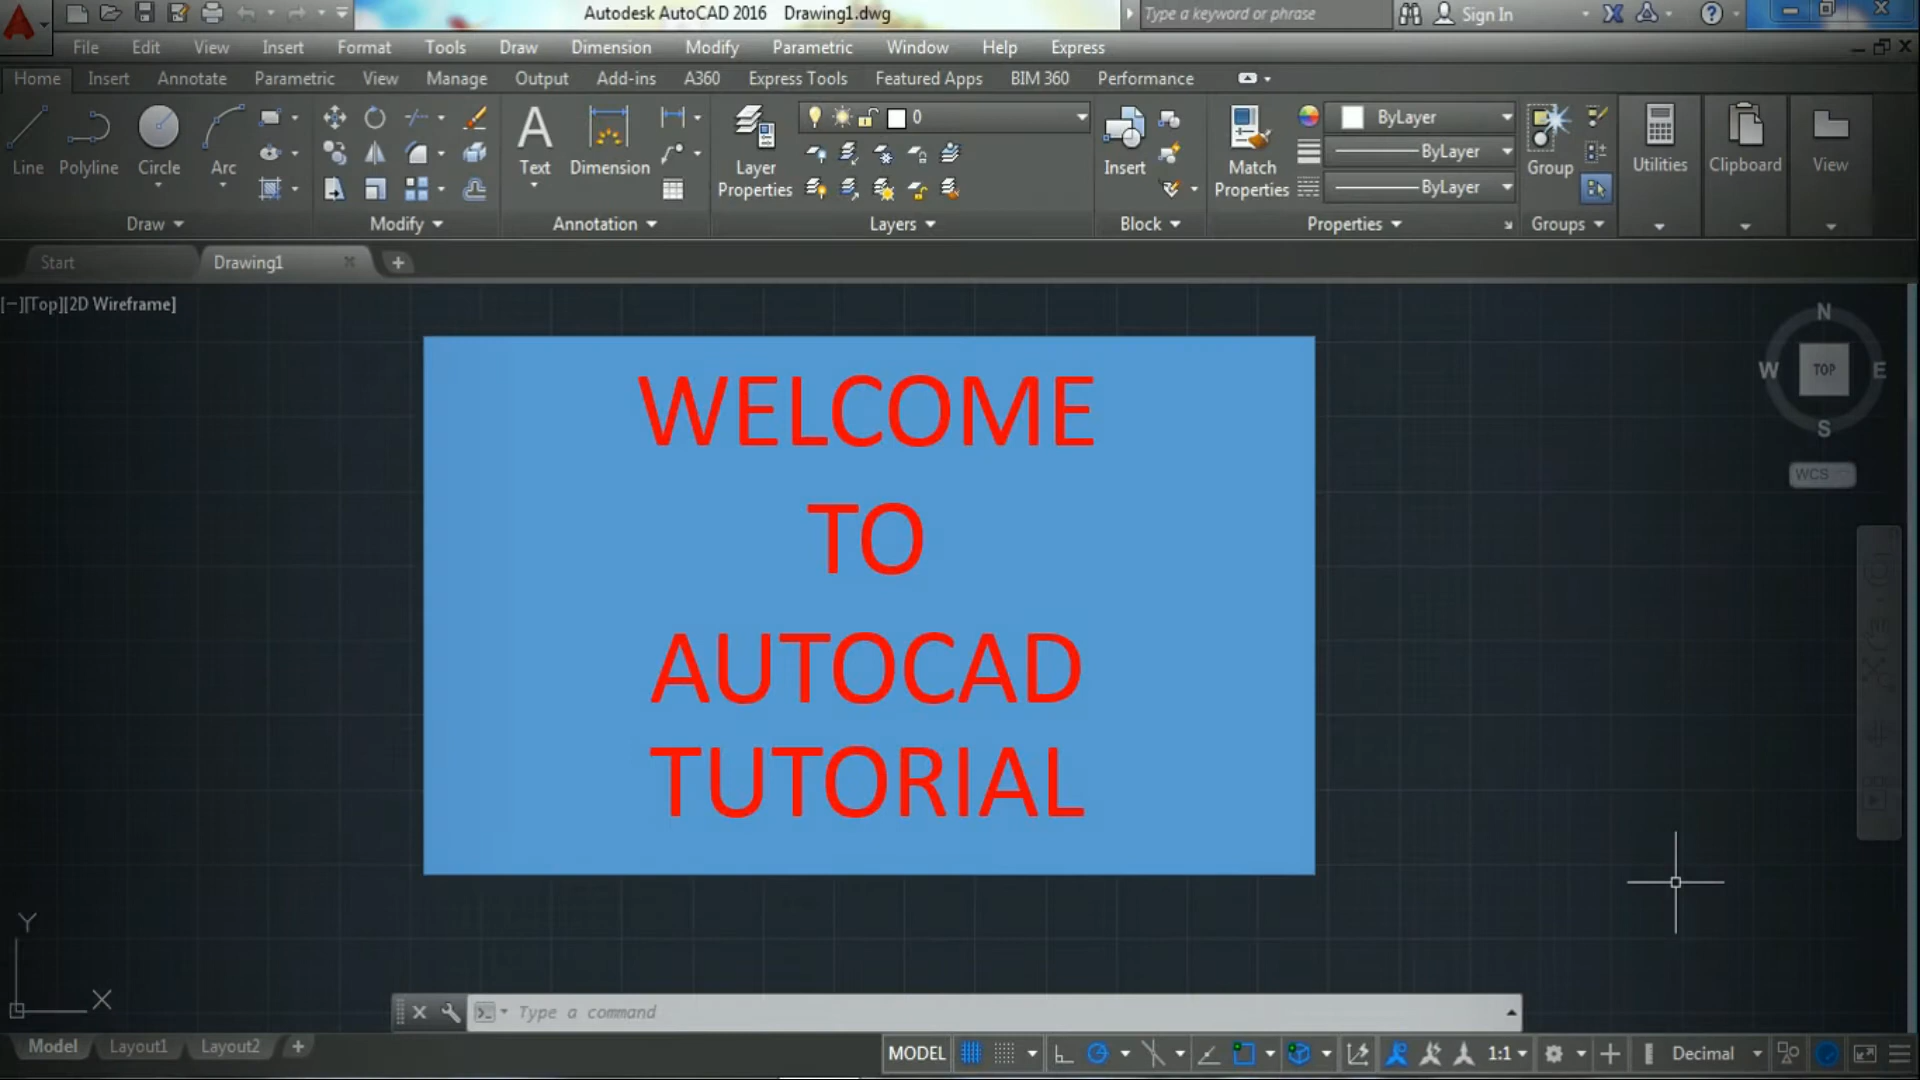 Autodesk AutoCAD 2016 Drawing1.dwg
Type a keyword or phrase
Sign In
File Edit View Insert Format Tools Draw Dimension Modify Parametric Window Help Express
Home Insert Annotate Parametric View Manage Output Add-ins A360 Express Tools Featured Apps BIM 360 Performance
0
ByLayer
ByLayer
ByLayer
Line Polyline Circle Arc
Text Dimension
Layer Properties
Insert
Match Properties
Group
Utilities Clipboard View
Draw Modify Annotation Layers Block Properties Groups
Start Drawing1
[−][Top][2D Wireframe]
N
W TOP E
S
WCS
WELCOME
TO
AUTOCAD
TUTORIAL
Y
X
Type a command
Model Layout1 Layout2
MODEL 1:1 Decimal